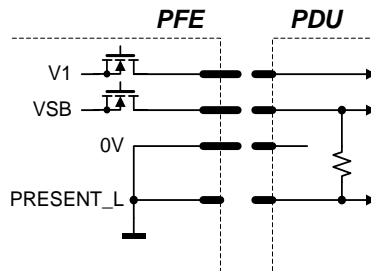 PFE PDU
V1
VSB
0V
PRESENT_L